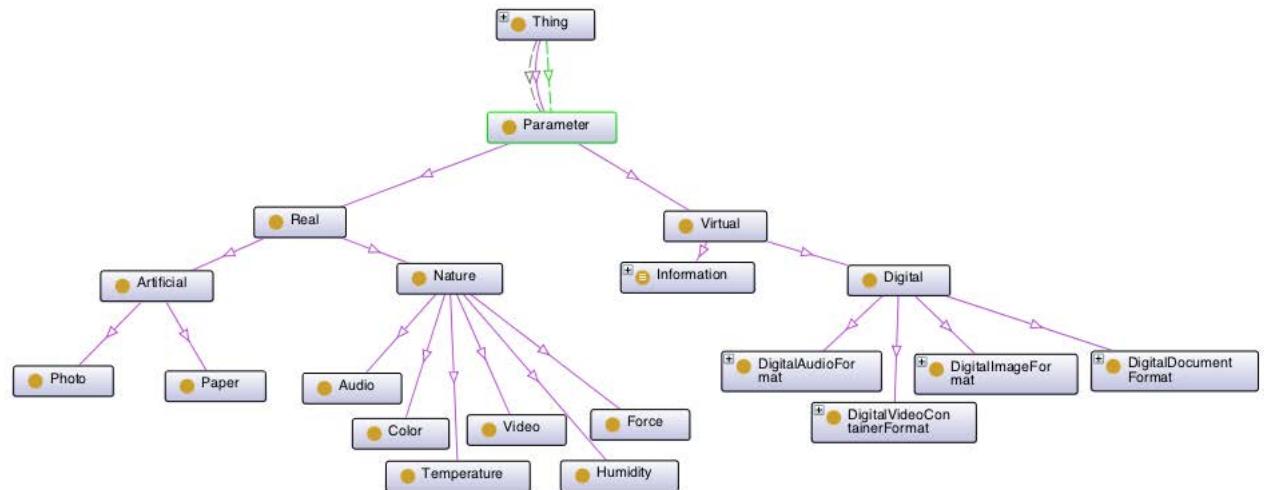 Thing
Parameter
Real
Virtual
Artificial
Nature
Information
Digital
Photo
Paper
Audio
Color
Temperature
Video
Humidity
Force
DigitalAudioFor
mat
DigitalVideoCon
tainerFormat
DigitalImageFor
mat
DigitalDocument
Format